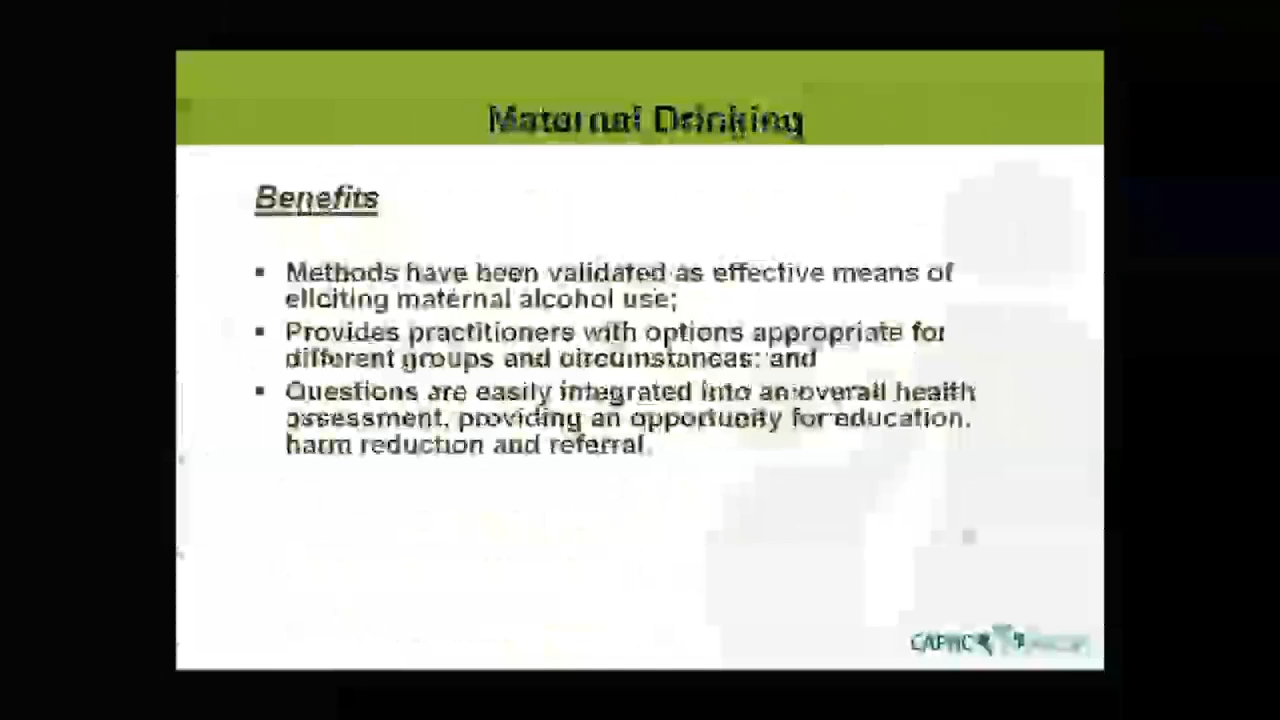 Maternal Drinking
Benefits
▪ Methods have been validated as effective means of
eliciting maternal alcohol use;
▪ Provides practitioners with options appropriate for
different groups and circumstances; and
▪ Questions are easily integrated into an overall health
assessment, providing an opportunity for education,
harm reduction and referral.
CAPHC